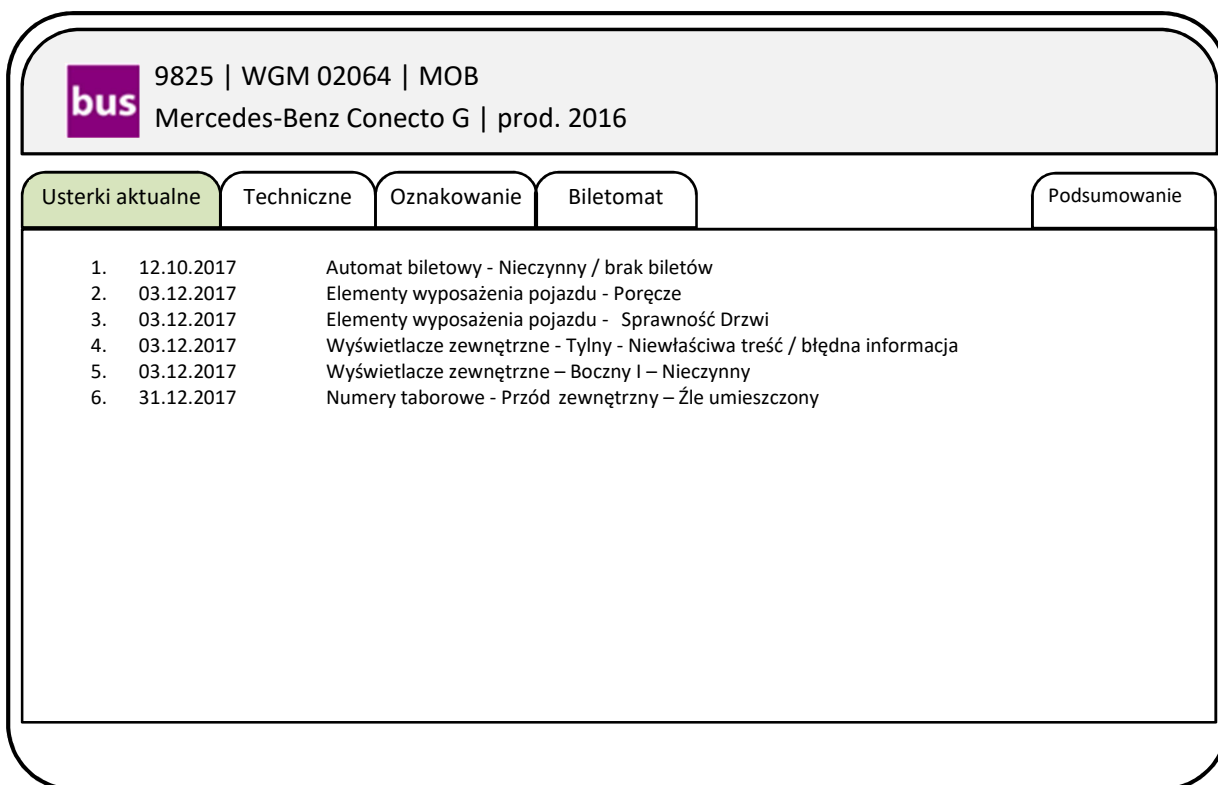 bus
9825 | WGM 02064 | MOB
Mercedes-Benz Conecto G | prod. 2016
Usterki aktualne Techniczne Oznakowanie Biletomat Podsumowanie
1. 12.10.2017 Automat biletowy - Nieczynny / brak biletów
2. 03.12.2017 Elementy wyposażenia pojazdu - Poręcze
3. 03.12.2017 Elementy wyposażenia pojazdu - Sprawność Drzwi
4. 03.12.2017 Wyświetlacze zewnętrzne - Tylny - Niewłaściwa treść / błędna informacja
5. 03.12.2017 Wyświetlacze zewnętrzne – Boczny I – Nieczynny
6. 31.12.2017 Numery taborowe - Przód zewnętrzny – Źle umieszczony